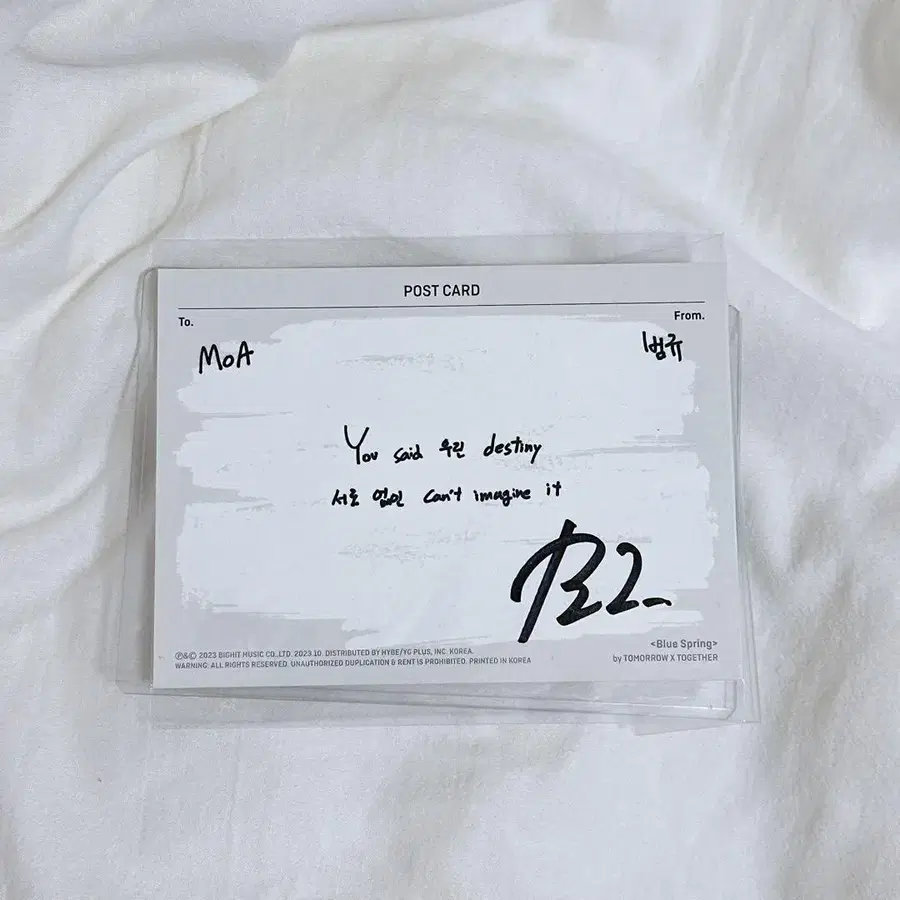 POST CARD
To.
From.
MOA
범규
You said 우린 destiny
서로 없인 can't imagine it
℗&© 2023 BIGHIT MUSIC CO.,LTD. 2023.10. DISTRIBUTED BY HYBE/YG PLUS, INC. KOREA.
WARNING: ALL RIGHTS RESERVED. UNAUTHORIZED DUPLICATION & RENT IS PROHIBITED. PRINTED IN KOREA
<Blue Spring>
by TOMORROW X TOGETHER